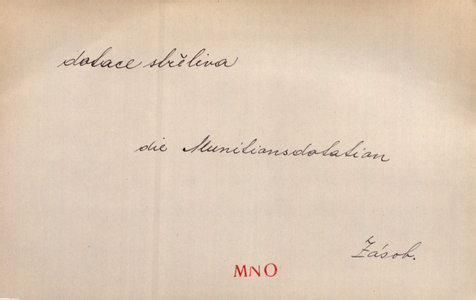 dotace střeliva
die Munitionsdotation
Zásob.
MNO